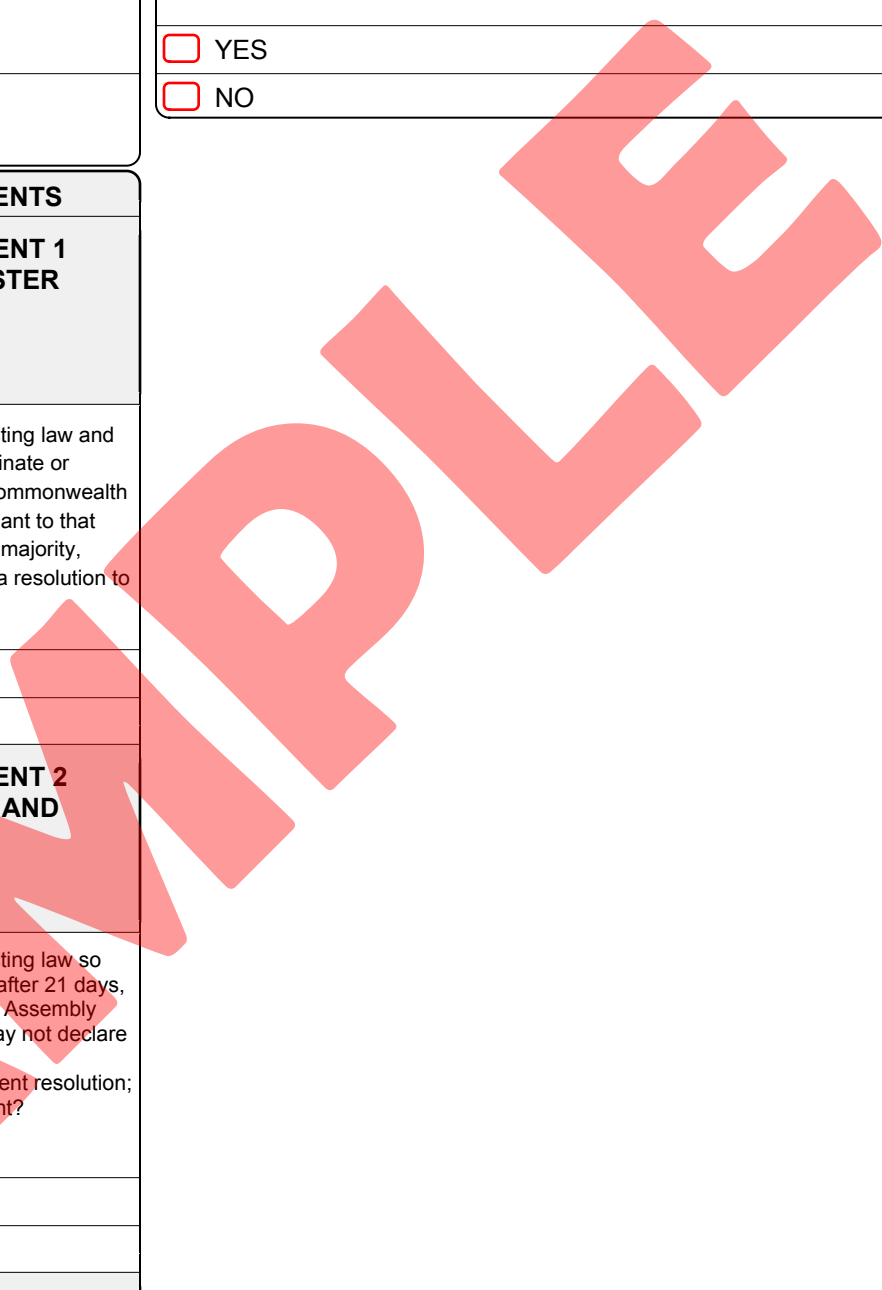 ENTS
ENT 1
STER
ting law and
inate or
ommonwealth
ant to that
majority,
a resolution to
ENT 2
AND
ting law so
after 21 days,
Assembly
ay not declare
ent resolution;
nt?
YES
NO
MPLE